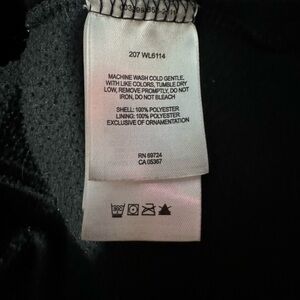 207 WL6114
MACHINE WASH COLD GENTLE,
WITH LIKE COLORS, TUMBLE DRY
LOW, REMOVE PROMPTLY, DO NOT
IRON, DO NOT BLEACH
SHELL: 100% POLYESTER
LINING: 100% POLYESTER
EXCLUSIVE OF ORNAMENTATION
RN 69724
CA 05367